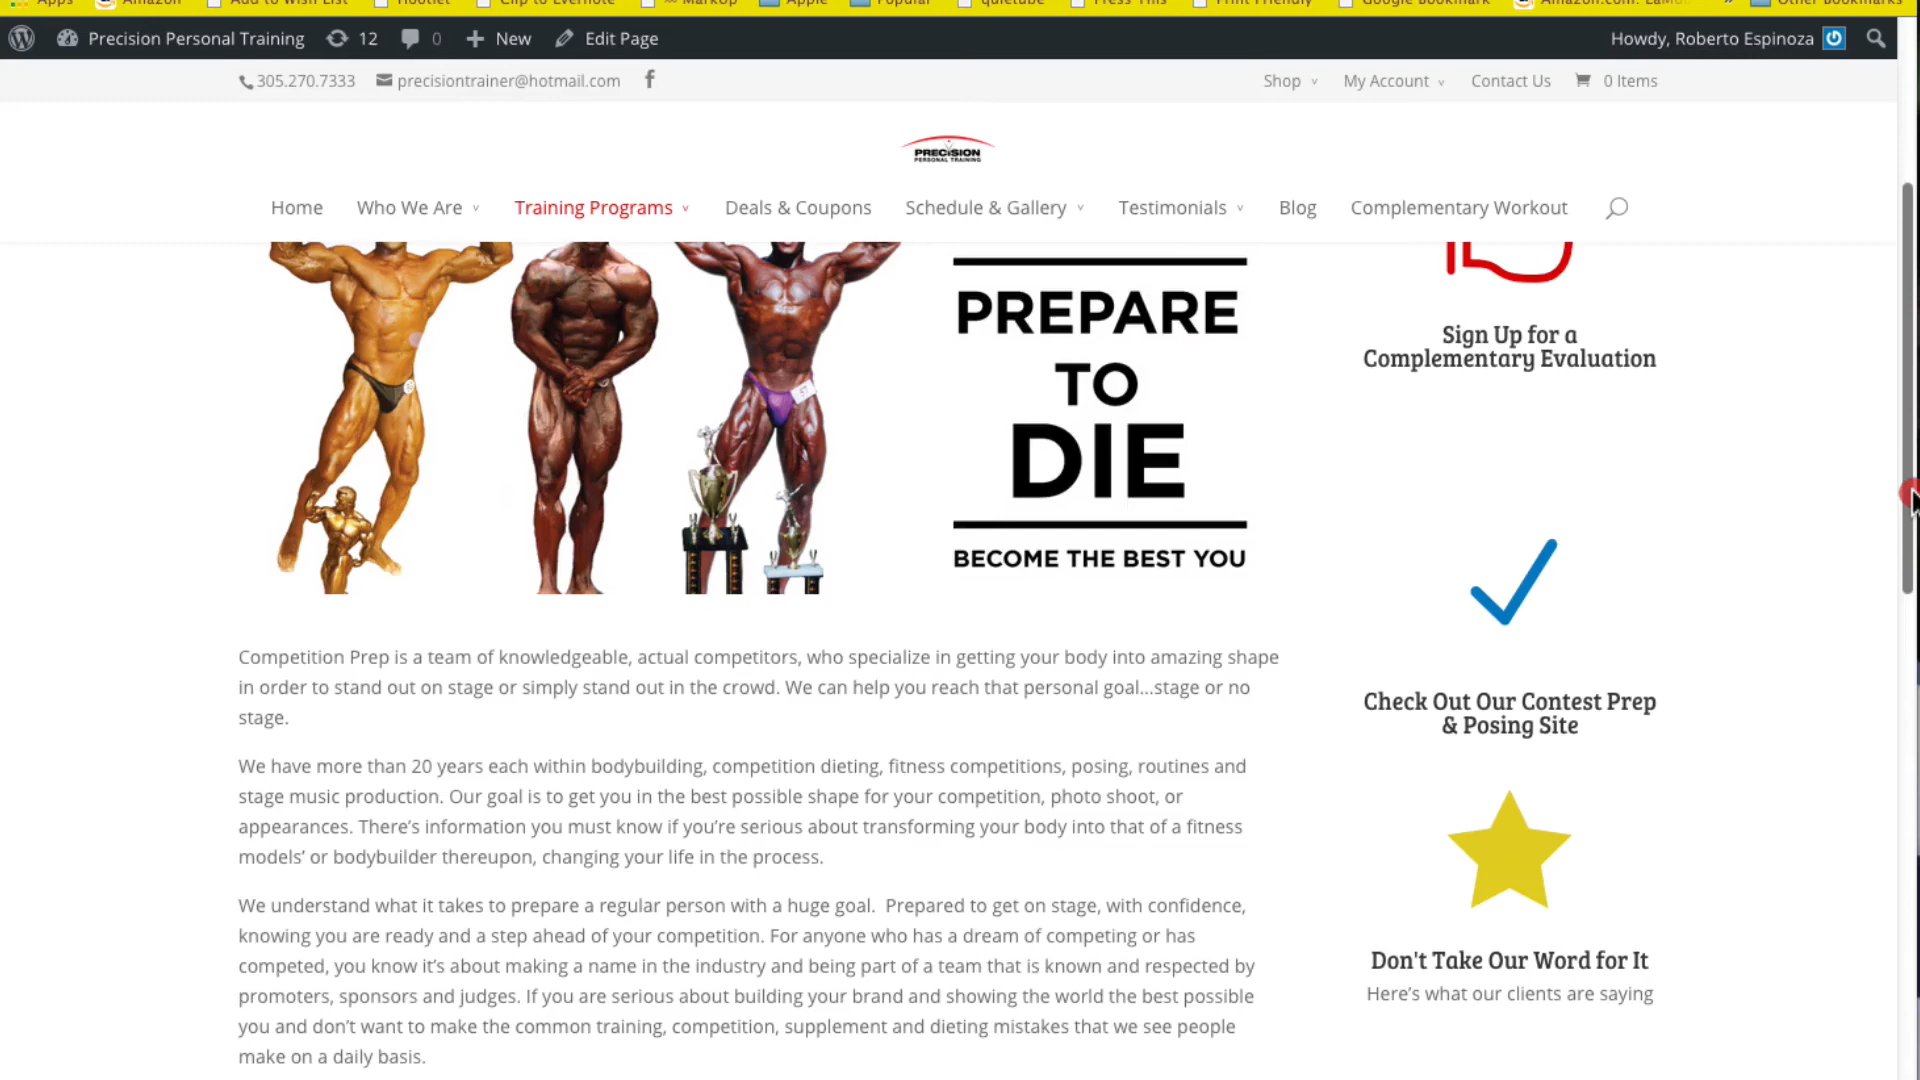 Apps Amazon Add to Wish List Hootlet Clip to Evernote MarkUp Apple Popular quietube Press This Print Friendly Google Bookmark Amazon.com: » Other Bookmarks
Precision Personal Training 12 0 New Edit Page Howdy, Roberto Espinoza
305.270.7333 precisiontrainer@hotmail.com f Shop My Account Contact Us 0 Items
PRECISION
PERSONAL TRAINING
Home Who We Are Training Programs Deals & Coupons Schedule & Gallery Testimonials Blog Complementary Workout
PREPARE
TO
DIE
BECOME THE BEST YOU
57
Sign Up for a
Complementary Evaluation
Competition Prep is a team of knowledgeable, actual competitors, who specialize in getting your body into amazing shape
in order to stand out on stage or simply stand out in the crowd. We can help you reach that personal goal…stage or no
stage.
We have more than 20 years each within bodybuilding, competition dieting, fitness competitions, posing, routines and
stage music production. Our goal is to get you in the best possible shape for your competition, photo shoot, or
appearances. There’s information you must know if you’re serious about transforming your body into that of a fitness
models’ or bodybuilder thereupon, changing your life in the process.
We understand what it takes to prepare a regular person with a huge goal.  Prepared to get on stage, with confidence,
knowing you are ready and a step ahead of your competition. For anyone who has a dream of competing or has
competed, you know it’s about making a name in the industry and being part of a team that is known and respected by
promoters, sponsors and judges. If you are serious about building your brand and showing the world the best possible
you and don’t want to make the common training, competition, supplement and dieting mistakes that we see people
make on a daily basis.
Check Out Our Contest Prep
& Posing Site
Don't Take Our Word for It
Here’s what our clients are saying